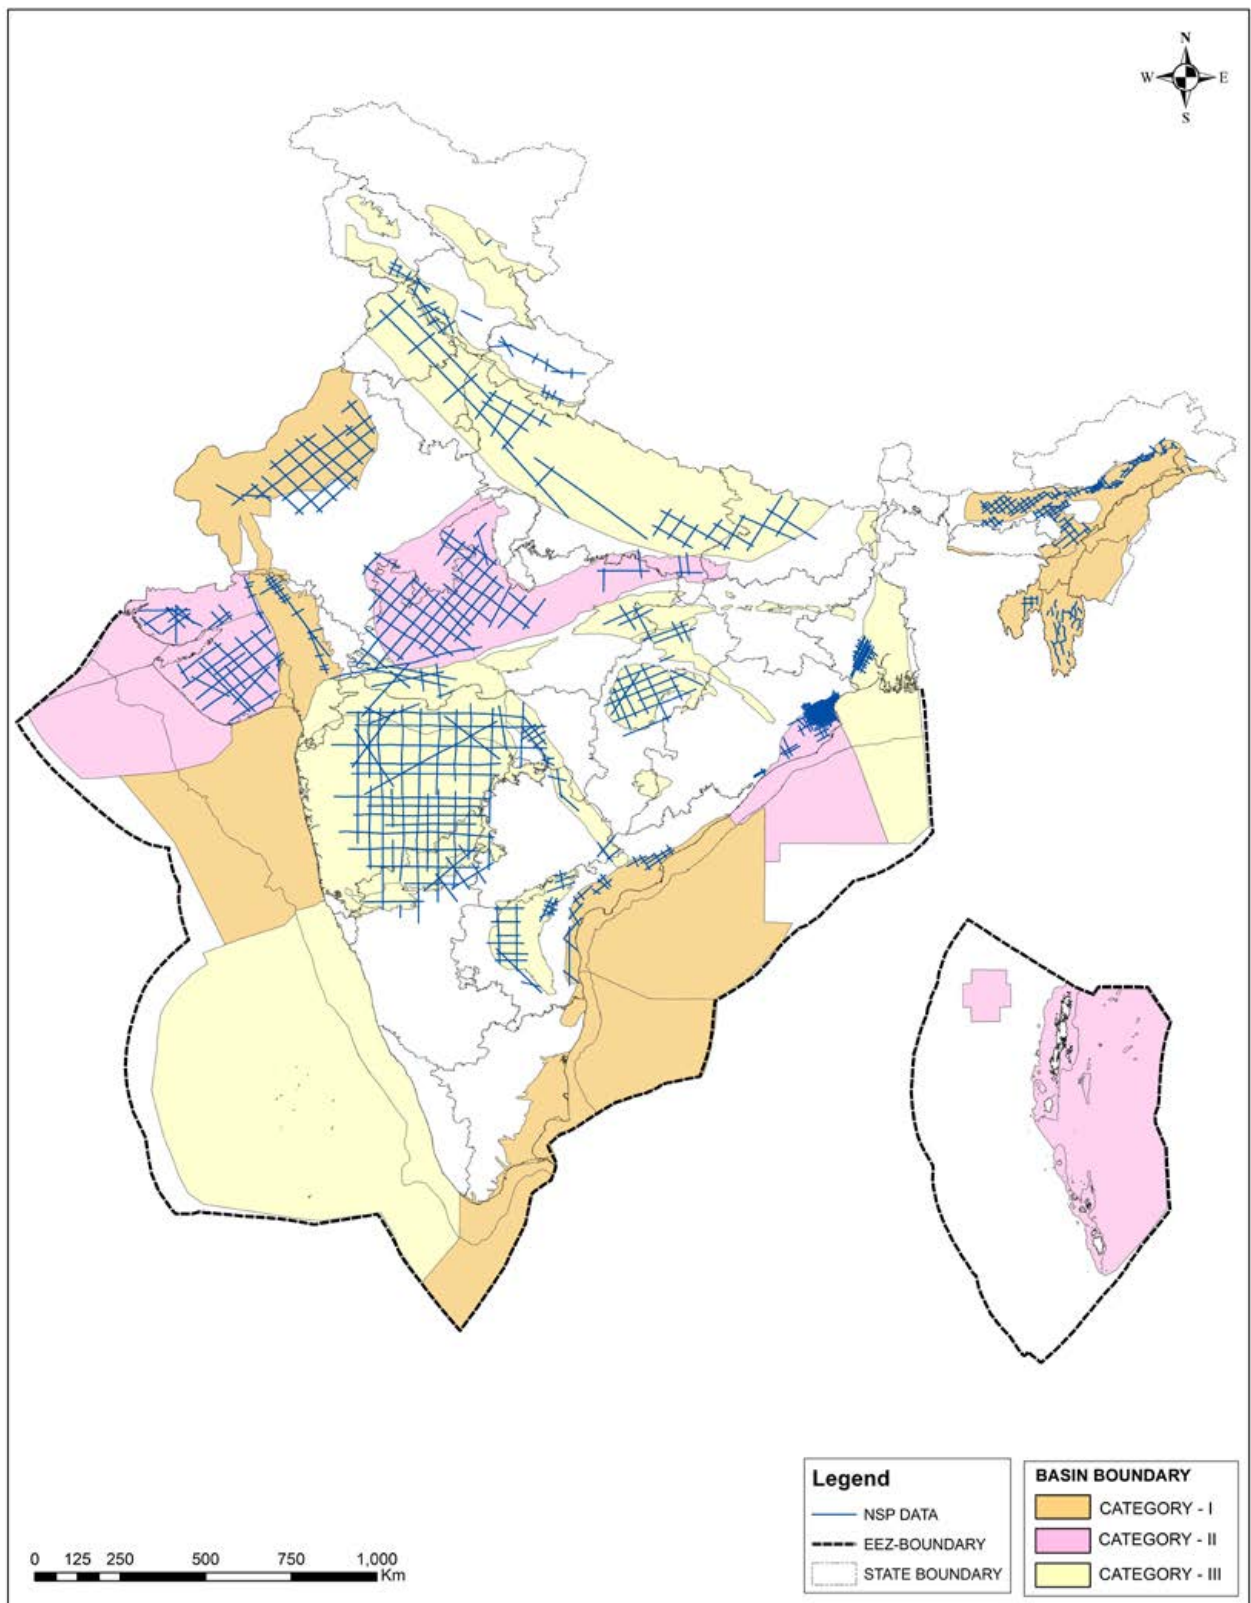 N
W E
S
Legend
NSP DATA
EEZ-BOUNDARY
STATE BOUNDARY
BASIN BOUNDARY
CATEGORY - I
CATEGORY - II
CATEGORY - III
0 125 250 500 750 1,000
Km